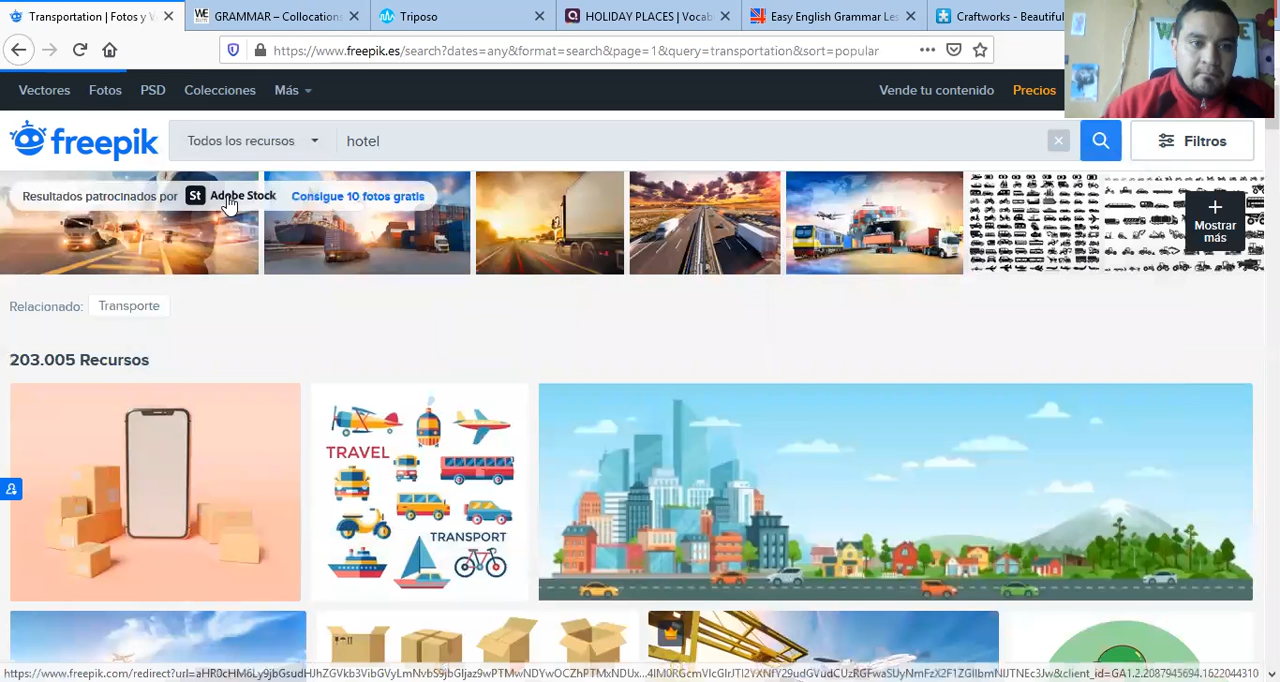 Transportation | Fotos y V
WE GRAMMAR – Collocations
Triposo
HOLIDAY PLACES | Vocab
Easy English Grammar Les
Craftworks - Beautiful
https://www.freepik.es/search?dates=any&format=search&page=1&query=transportation&sort=popular
Vectores Fotos PSD Colecciones Más
Vende tu contenido Precios
freepik Todos los recursos hotel Filtros
Resultados patrocinados por St Adobe Stock Consigue 10 fotos gratis
+ Mostrar más
Relacionado: Transporte
203.005 Recursos
TRAVEL
TRANSPORT